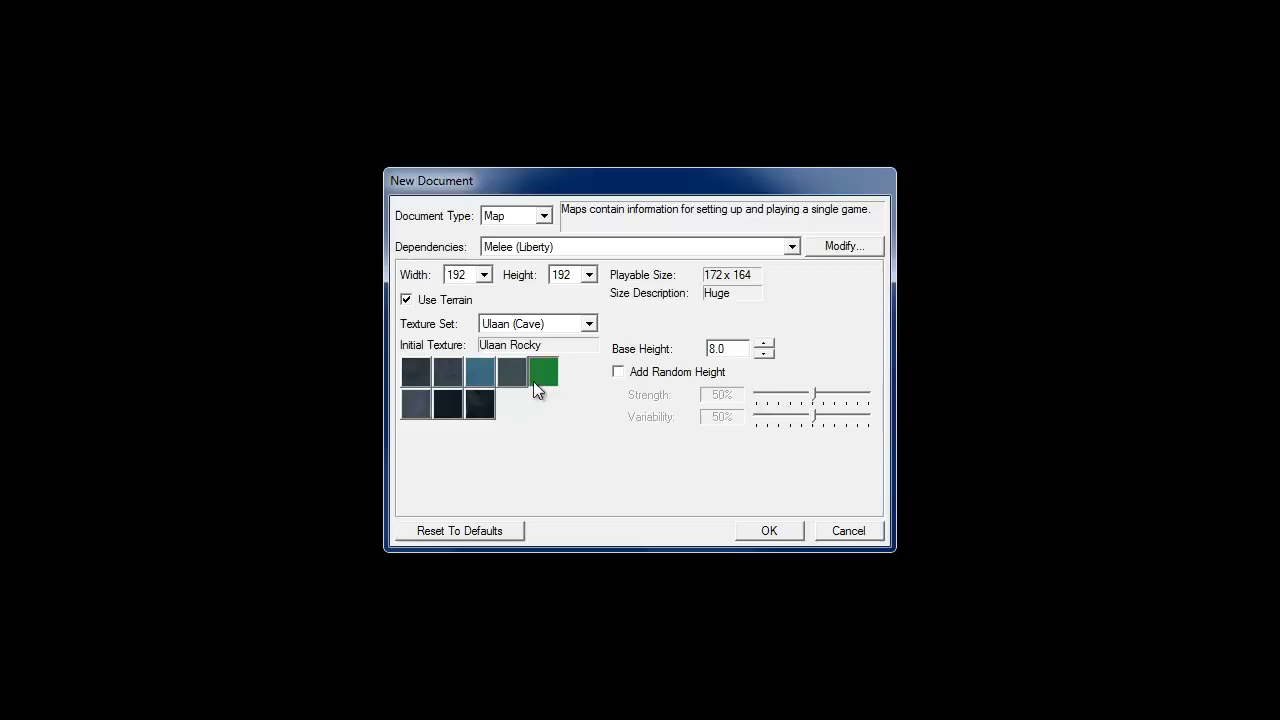 New Document
Document Type: Map Maps contain information for setting up and playing a single game.
Dependencies: Melee (Liberty) Modify...
Width: 192 Height: 192 Playable Size: 172 x 164
Size Description: Huge
Use Terrain
Texture Set: Ulaan (Cave)
Initial Texture: Ulaan Rocky Base Height: 8.0
Add Random Height
Strength: 50%
Variability: 50%
Reset To Defaults OK Cancel